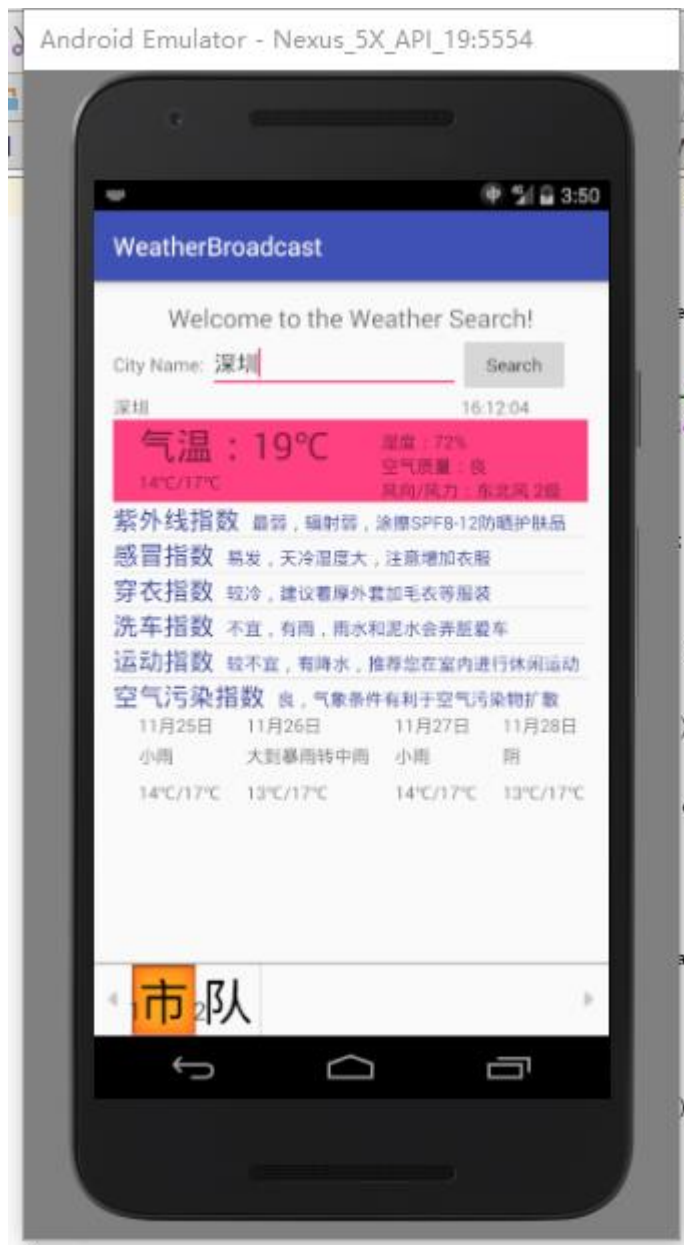 Android Emulator - Nexus_5X_API_19:5554
3:50
WeatherBroadcast
Welcome to the Weather Search!
City Name: 深圳 Search
深圳 16:12:04
气温：19℃ 湿度：72%
空气质量：良
14℃/17℃ 风向/风力：东北风 2级
紫外线指数 最弱，辐射弱，涂擦SPF8-12防晒护肤品
感冒指数 易发，天冷湿度大，注意增加衣服
穿衣指数 较冷，建议着厚外套加毛衣等服装
洗车指数 不宜，有雨，雨水和泥水会弄脏爱车
运动指数 较不宜，有降水，推荐您在室内进行休闲运动
空气污染指数 良，气象条件有利于空气污染物扩散
11月25日 11月26日 11月27日 11月28日
小雨 大到暴雨转中雨 小雨 阴
14℃/17℃ 13℃/17℃ 14℃/17℃ 13℃/17℃
1市 2队